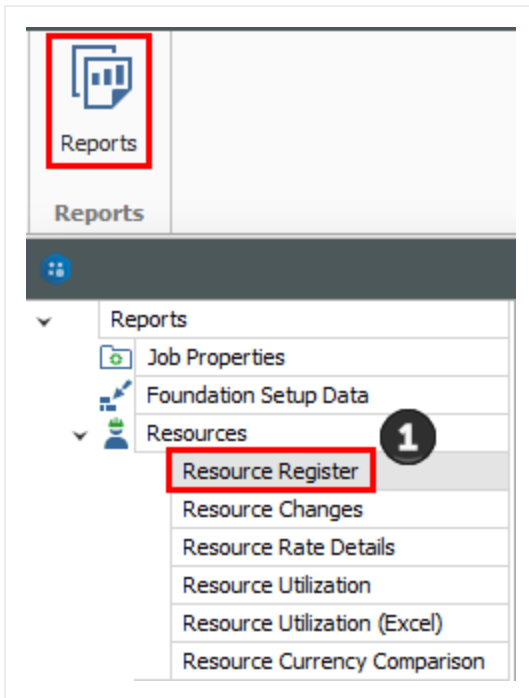 Reports
Reports
Reports
Job Properties
Foundation Setup Data
Resources
1
Resource Register
Resource Changes
Resource Rate Details
Resource Utilization
Resource Utilization (Excel)
Resource Currency Comparison